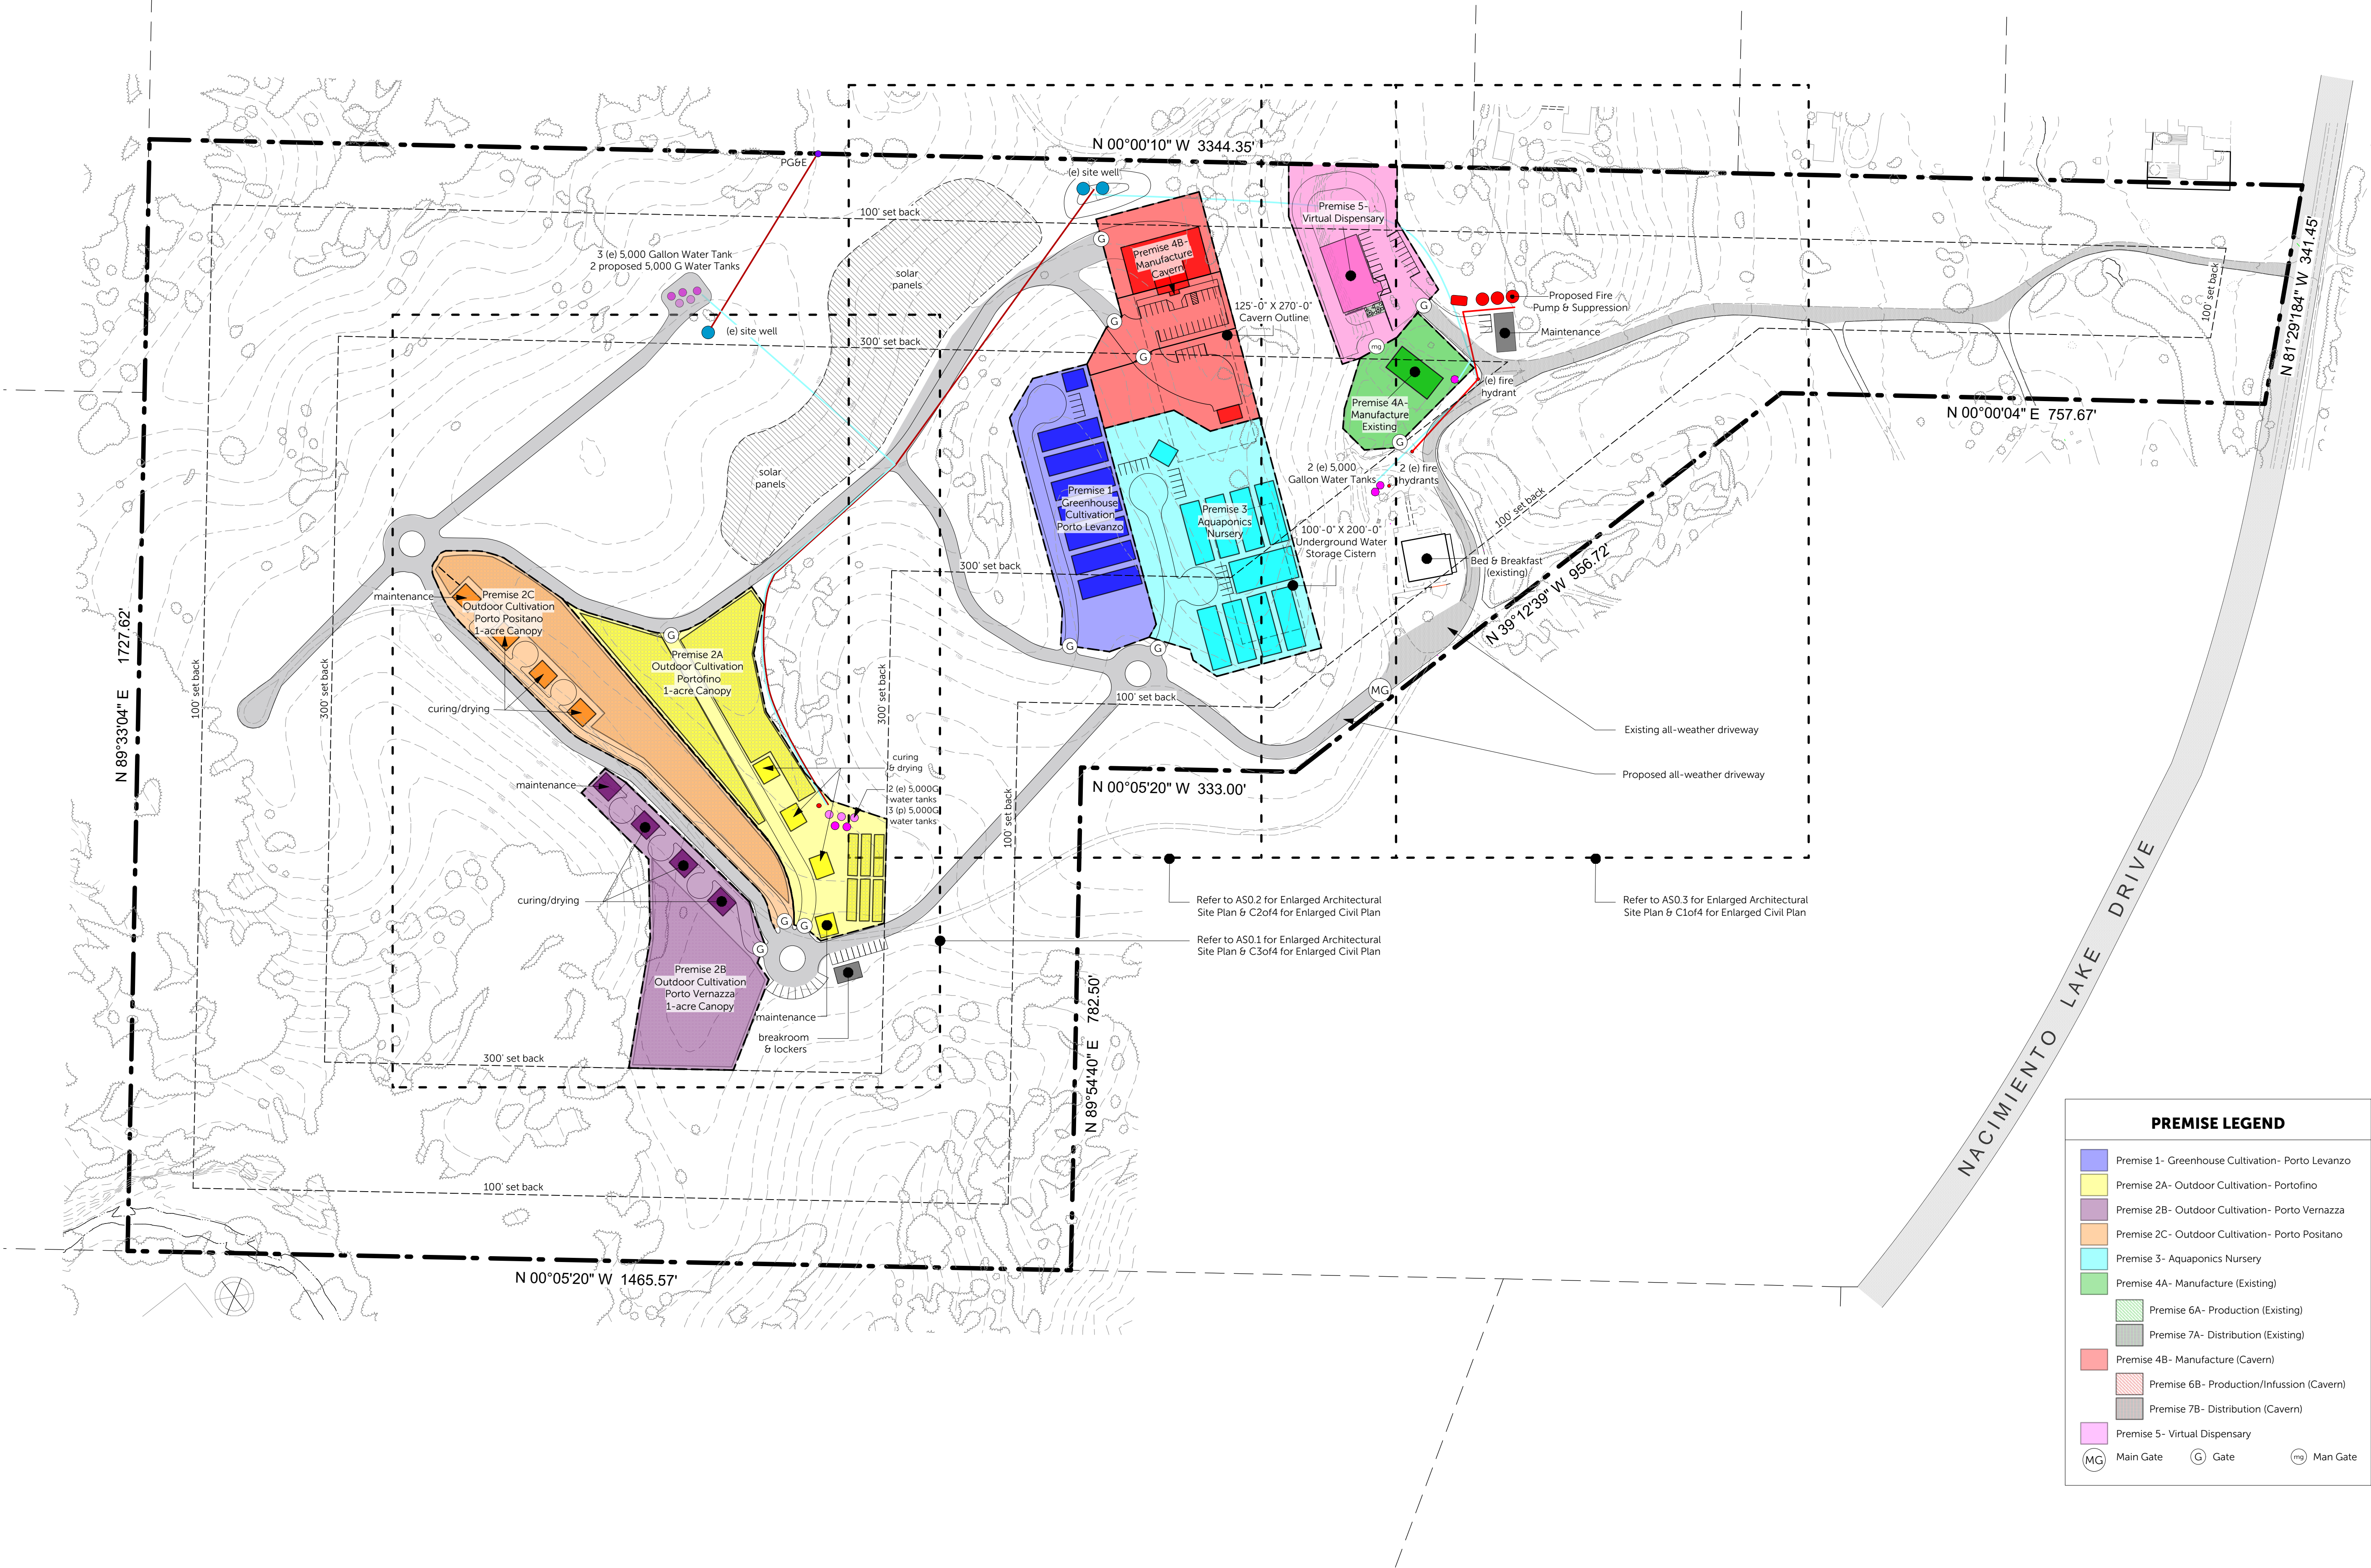 N 00°00'10" W  3344.35'
PG&E
(e) site well
100' set back
Premise 5-
Virtual Dispensary
N 81°29'184" W  341.45'
3 (e) 5,000 Gallon Water Tank
2 proposed 5,000 G Water Tanks
solar
panels
G
Premise 4B-
Manufacture
Cavern
100' set back
125'-0" X 270'-0"
Cavern Outline
G
Proposed Fire
Pump & Suppression
(e) site well
G
Maintenance
300' set back
G
mg
(e) fire
hydrant
Premise 4A-
Manufacture
Existing
N 00°00'04" E  757.67'
G
solar
panels
2 (e) 5,000
Gallon Water Tanks
2 (e) fire
hydrants
Premise 1
Greenhouse
Cultivation
Porto Levanzo
Premise 3
Aquaponics
Nursery
100' set back
100'-0" X 200'-0"
Underground Water
Storage Cistern
300' set back
Bed & Breakfast
(existing)
N 39°12'39" W  956.72'
maintenance
Premise 2C
Outdoor Cultivation
Porto Positano
1-acre Canopy
G
Premise 2A
Outdoor Cultivation
Portofino
1-acre Canopy
G
G
N 89°33'04" E  1727.62'
100' set back
300' set back
300' set back
100' set back
MG
curing/drying
Existing all-weather driveway
Proposed all-weather driveway
curing
& drying
maintenance
2 (e) 5,000G
water tanks
3 (p) 5,000G
water tanks
100' set back
N 00°05'20" W  333.00'
curing/drying
G
G
G
Refer to AS0.2 for Enlarged Architectural
Site Plan & C2of4 for Enlarged Civil Plan
Refer to AS0.3 for Enlarged Architectural
Site Plan & C1of4 for Enlarged Civil Plan
Refer to AS0.1 for Enlarged Architectural
Site Plan & C3of4 for Enlarged Civil Plan
Premise 2B
Outdoor Cultivation
Porto Vernazza
1-acre Canopy
maintenance
breakroom
& lockers
N 89°54'40" E  782.50'
300' set back
100' set back
N 00°05'20" W  1465.57'
NACIMIENTO LAKE DRIVE
PREMISE LEGEND
Premise 1- Greenhouse Cultivation- Porto Levanzo
Premise 2A- Outdoor Cultivation- Portofino
Premise 2B- Outdoor Cultivation- Porto Vernazza
Premise 2C- Outdoor Cultivation- Porto Positano
Premise 3- Aquaponics Nursery
Premise 4A- Manufacture (Existing)
Premise 6A- Production (Existing)
Premise 7A- Distribution (Existing)
Premise 4B- Manufacture (Cavern)
Premise 6B- Production/Infussion (Cavern)
Premise 7B- Distribution (Cavern)
Premise 5- Virtual Dispensary
MG Main Gate G Gate mg Man Gate